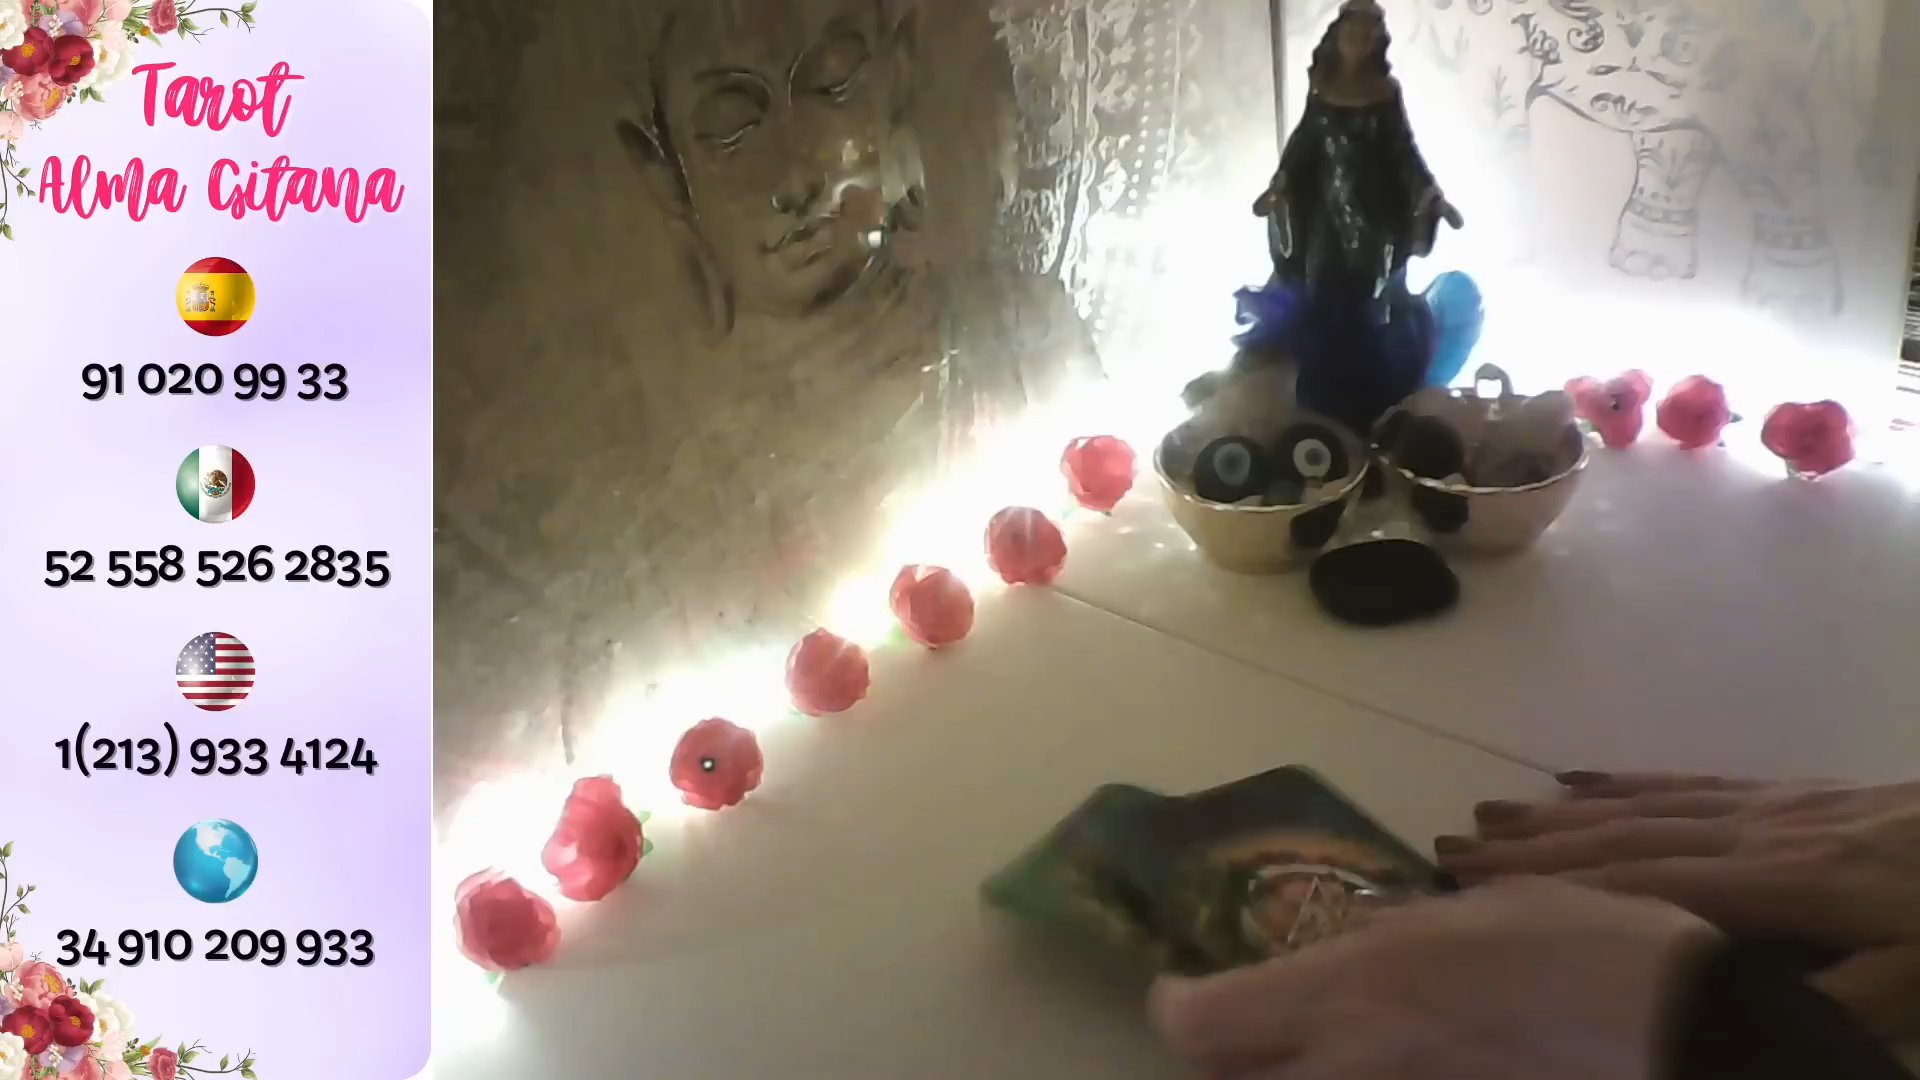 Tarot
Alma Gitana
91 020 99 33
52 558 526 2835
1(213) 933 4124
34 910 209 933